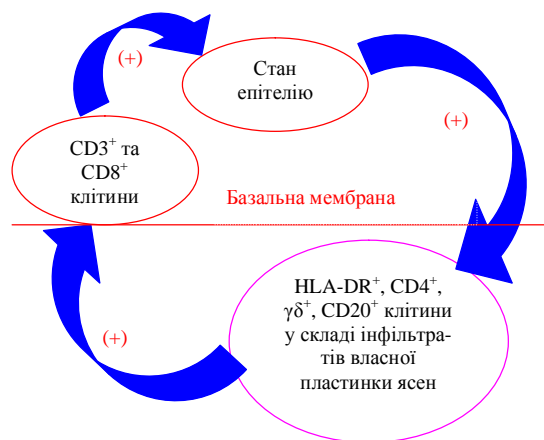 (+)
Стан
епітелію
(+)
CD3⁺ та
CD8⁺
клітини
Базальна мембрана
HLA-DR⁺, CD4⁺,
γδ⁺, CD20⁺ клітини
у складі інфільтра-
тів власної
пластинки ясен
(+)